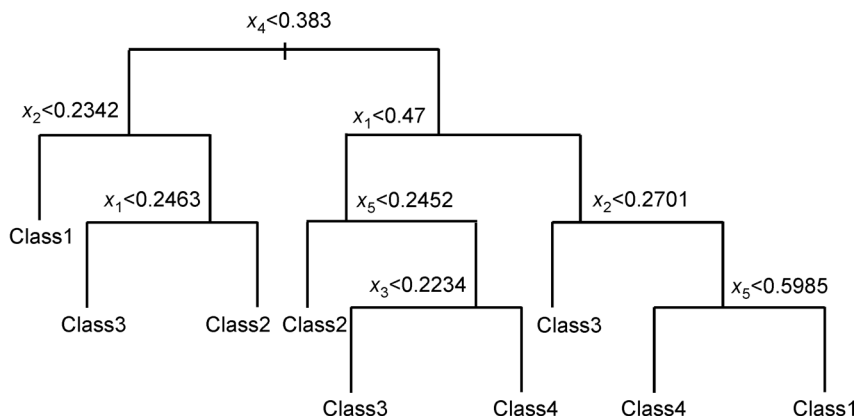 x₄<0.383
x₂<0.2342
x₁<0.47
x₁<0.2463
x₅<0.2452
x₂<0.2701
Class1
x₃<0.2234
x₅<0.5985
Class3
Class2
Class2
Class3
Class3
Class4
Class4
Class1